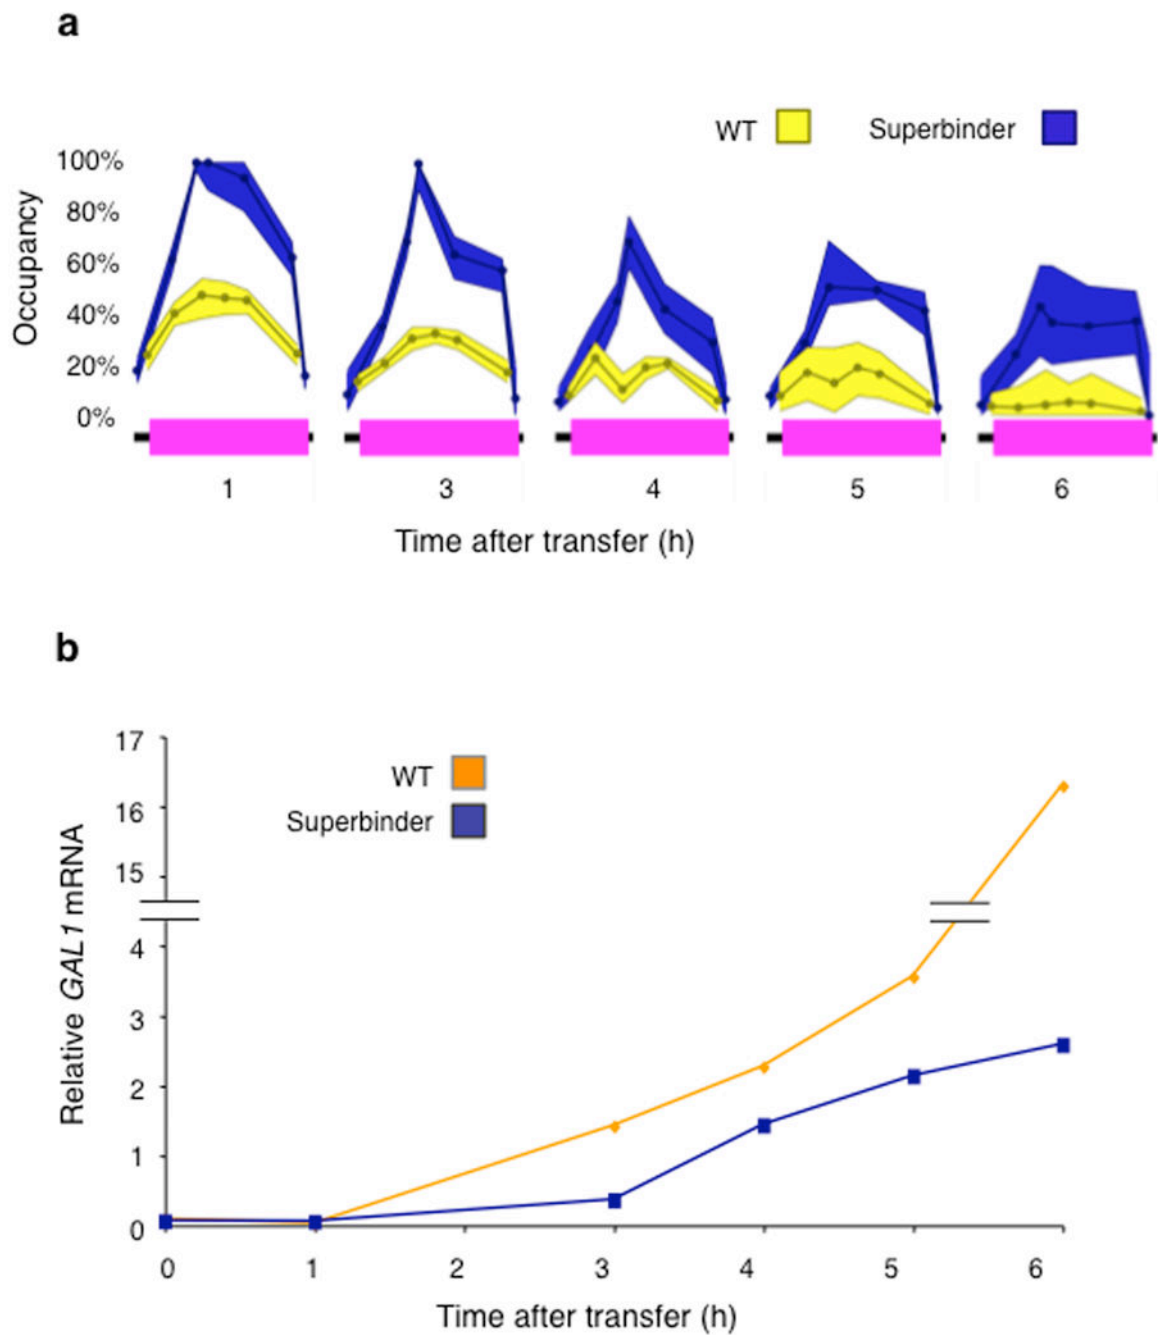 a
WT
Superbinder
100%
80%
60%
40%
20%
0%
Occupancy
1 3 4 5 6
Time after transfer (h)
b
17
16
15
4
3
2
1
0
WT
Superbinder
Relative GAL1 mRNA
0 1 2 3 4 5 6
Time after transfer (h)